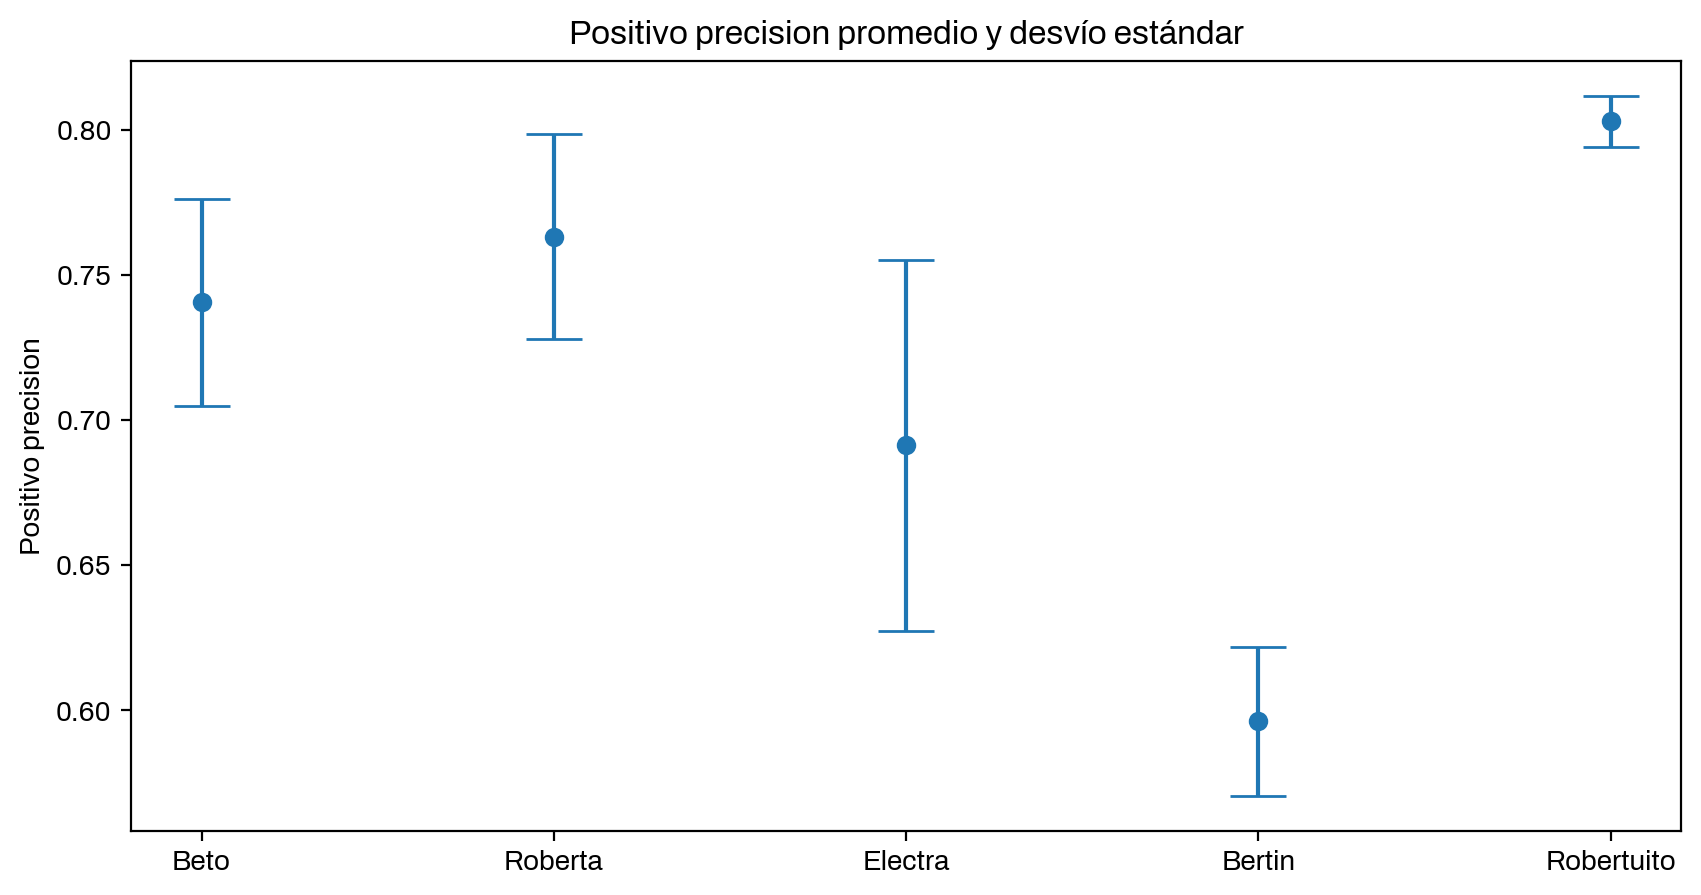 Positivo precision promedio y desvío estándar
Positivo precision
0.80
0.75
0.70
0.65
0.60
Beto Roberta Electra Bertin Robertuito